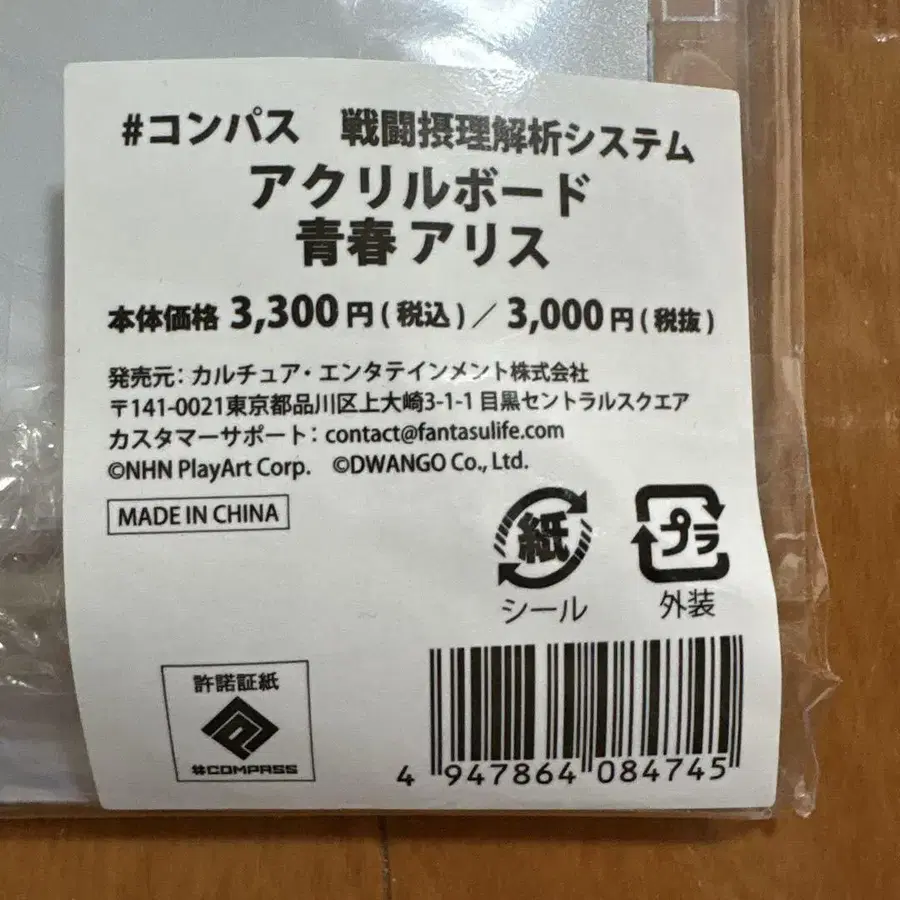 #コンパス 戦闘摂理解析システム
アクリルボード
青春 アリス
本体価格 3,300 円 ( 税込 ) ／ 3,000 円 ( 税抜 )
発売元：カルチュア・エンタテインメント株式会社
〒141-0021東京都品川区上大崎3-1-1 目黒セントラルスクエア
カスタマーサポート：contact@fantasulife.com
©NHN PlayArt Corp. ©DWANGO Co., Ltd.
MADE IN CHINA
紙
シール
プラ
外装
許諾証紙
#COMPASS
4 947864 084745